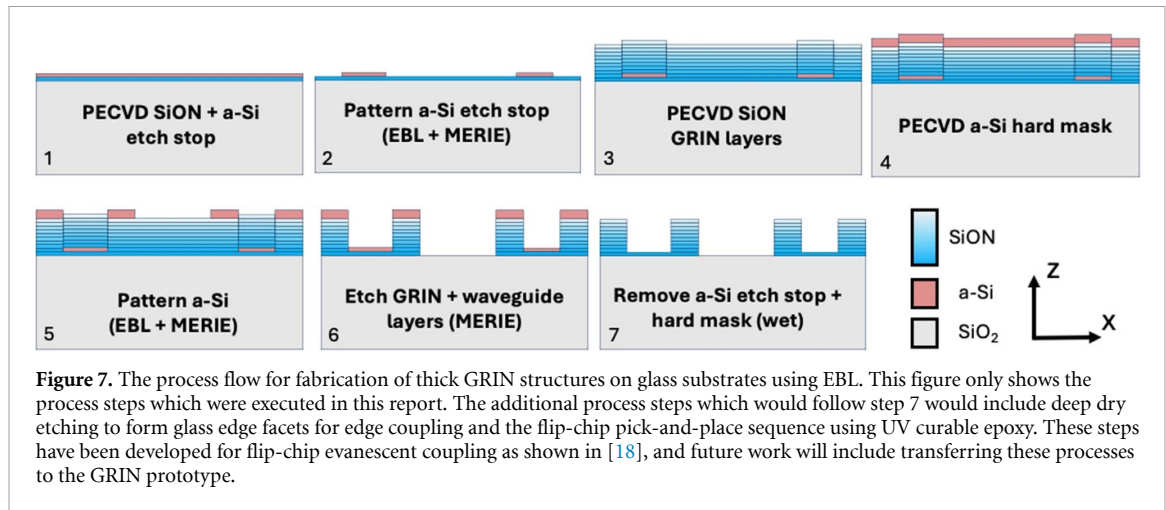 PECVD SiON + a-Si
etch stop
1
Pattern a-Si etch stop
(EBL + MERIE)
2
PECVD SiON
GRIN layers
3
PECVD a-Si hard mask
4
Pattern a-Si
(EBL + MERIE)
5
Etch GRIN + waveguide
layers (MERIE)
6
Remove a-Si etch stop +
hard mask (wet)
7
SiON
a-Si
SiO₂
Z
X
Figure 7. The process flow for fabrication of thick GRIN structures on glass substrates using EBL. This figure only shows the
process steps which were executed in this report. The additional process steps which would follow step 7 would include deep dry
etching to form glass edge facets for edge coupling and the flip-chip pick-and-place sequence using UV curable epoxy. These steps
have been developed for flip-chip evanescent coupling as shown in [18], and future work will include transferring these processes
to the GRIN prototype.